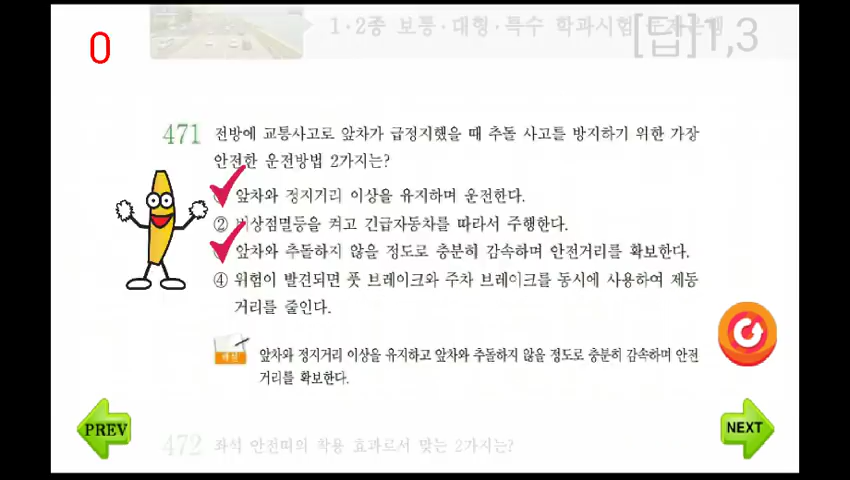 0
1·2종 보통·대형·특수 학과시험 문제은행
[답]1,3
471 전방에 교통사고로 앞차가 급정지했을 때 추돌 사고를 방지하기 위한 가장
안전한 운전방법 2가지는?
앞차와 정지거리 이상을 유지하며 운전한다.
② 비상점멸등을 켜고 긴급자동차를 따라서 주행한다.
앞차와 추돌하지 않을 정도로 충분히 감속하며 안전거리를 확보한다.
④ 위험이 발견되면 풋 브레이크와 주차 브레이크를 동시에 사용하여 제동
거리를 줄인다.
해설
앞차와 정지거리 이상을 유지하고 앞차와 추돌하지 않을 정도로 충분히 감속하며 안전
거리를 확보한다.
PREV
NEXT
472 좌석 안전띠의 착용 효과로서 맞는 2가지는?